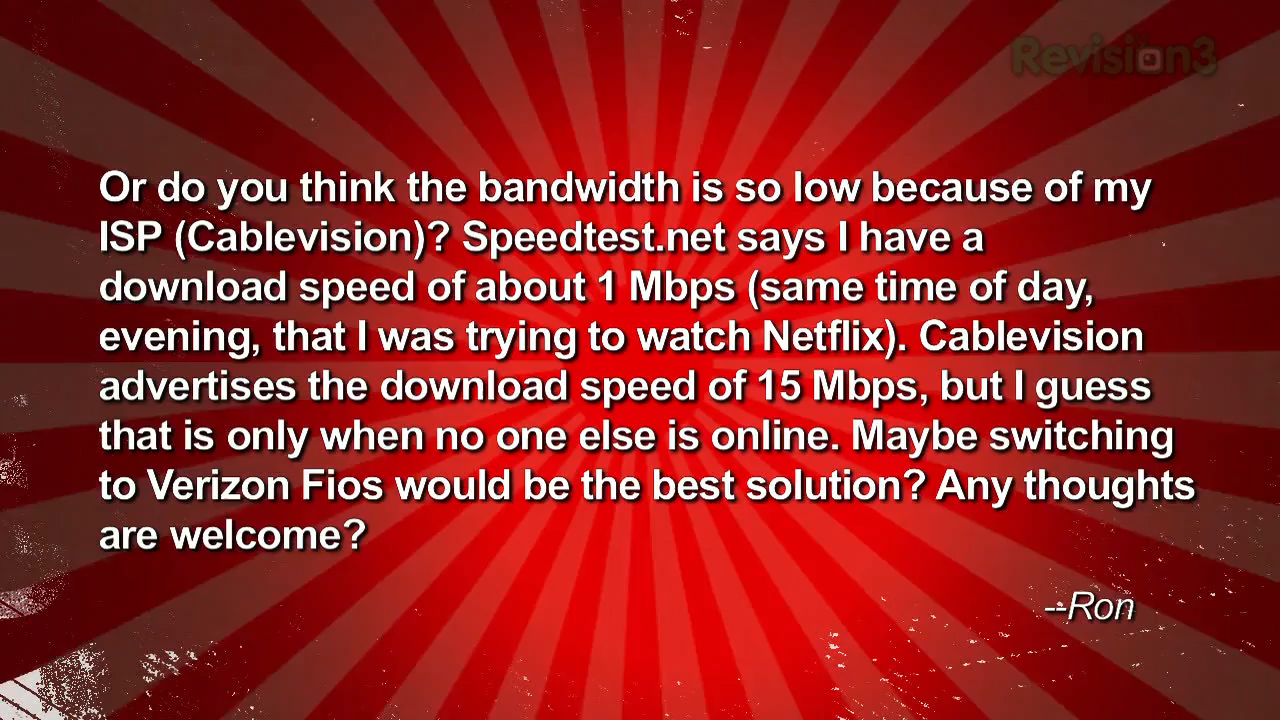 Revision3
Or do you think the bandwidth is so low because of my
ISP (Cablevision)? Speedtest.net says I have a
download speed of about 1 Mbps (same time of day,
evening, that I was trying to watch Netflix). Cablevision
advertises the download speed of 15 Mbps, but I guess
that is only when no one else is online. Maybe switching
to Verizon Fios would be the best solution? Any thoughts
are welcome?
--Ron